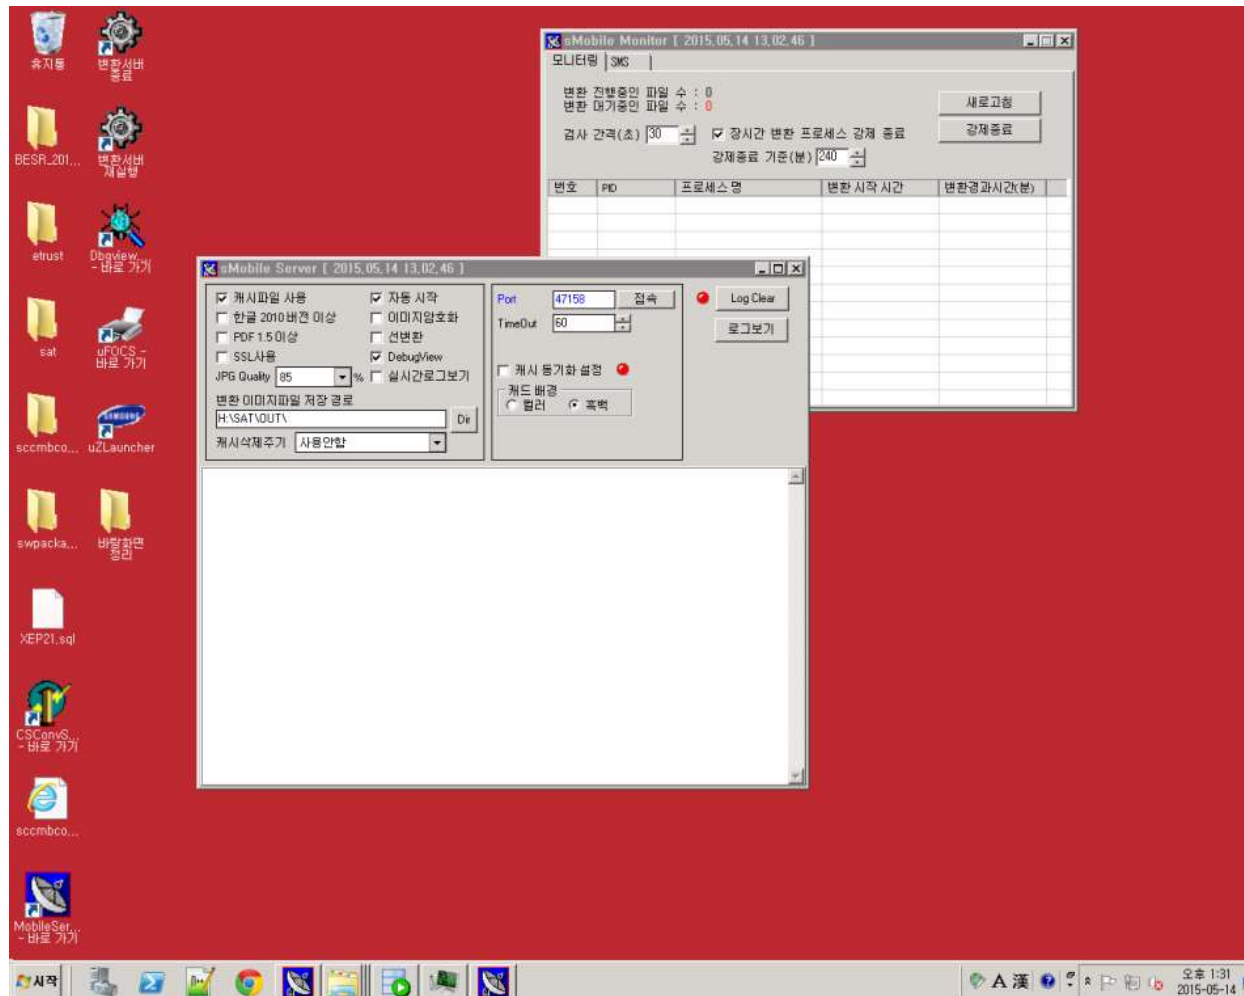 휴지통
변환서버
종료
BESR_201...
변환서버
재실행
etrust
Dbgview...
- 바로 가기
sat
uFOCS -
바로 가기
sccmbco...
uZLauncher
swpacka...
바탕화면
정리
XEP21.sql
CSConvS...
- 바로 가기
sccmbco...
MobileSer...
- 바로 가기
sMobile Monitor [ 2015.05.14 13.02.46 ]
모니터링 SMS
변환 진행중인 파일 수 : 0
변환 대기중인 파일 수 : 0
새로고침
검사 간격(초) 30 장시간 변환 프로세스 강제 종료
강제종료
강제종료 기준(분) 240
번호 PID 프로세스 명 변환 시작 시간 변환경과시간(분)
sMobile Server [ 2015.05.14 13.02.46 ]
캐시파일 사용 자동 시작
한글 2010 버전 이상 이미지암호화
PDF 1.5 이상 선변환
SSL사용 DebugView
JPG Quality 85 % 실시간로그보기
변환 이미지파일 저장 경로
H:\SAT\OUT\ Dir
캐시삭제주기 사용안함
Port 47158 접속
TimeOut 60
캐시 동기화 설정
캐드 배경
컬러 흑백
Log Clear
로그보기
시작
A 漢
오후 1:31
2015-05-14